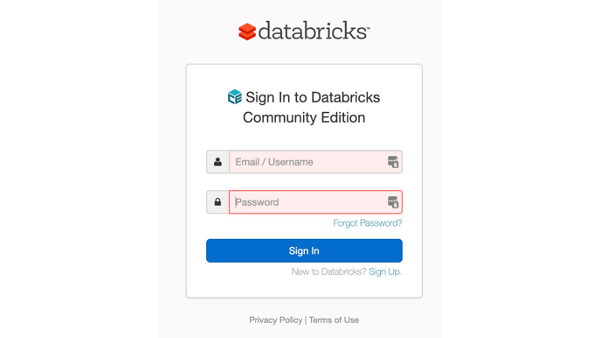 databricks™
Sign In to Databricks
Community Edition
Email / Username
Password
Forgot Password?
Sign In
New to Databricks? Sign Up.
Privacy Policy | Terms of Use